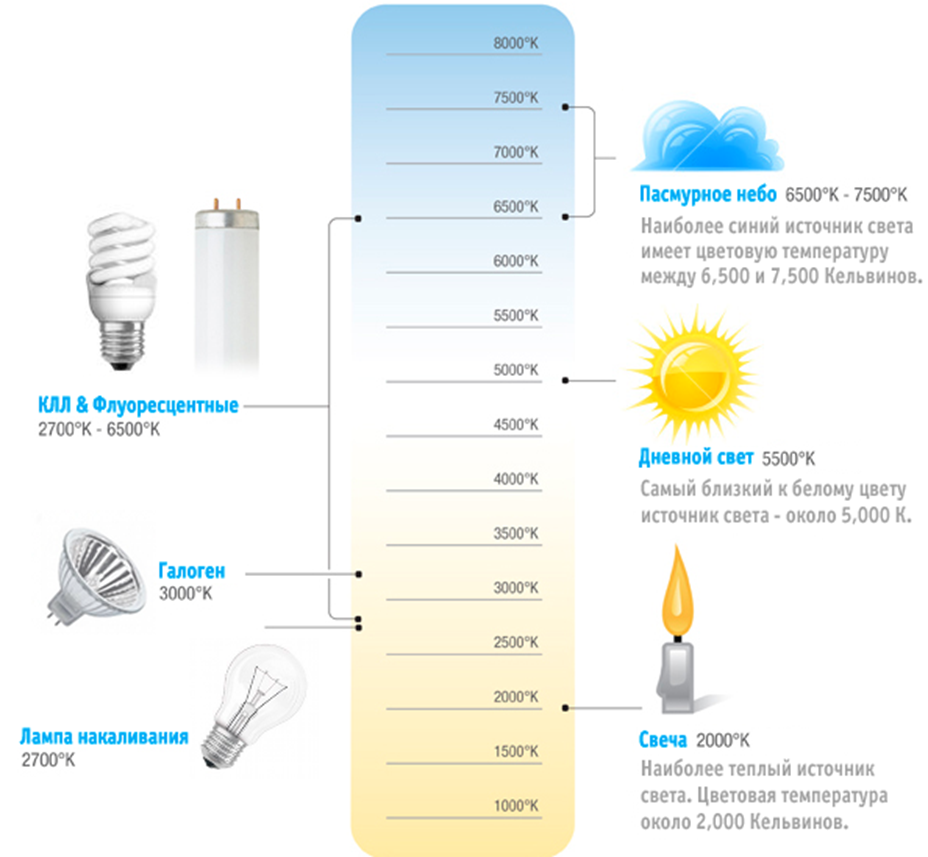 8000°K
7500°K
7000°K
6500°K
6000°K
5500°K
5000°K
4500°K
4000°K
3500°K
3000°K
2500°K
2000°K
1500°K
1000°K
КЛЛ & Флуоресцентные
2700°K - 6500°K
Галоген
3000°K
Лампа накаливания
2700°K
Пасмурное небо 6500°K - 7500°K
Наиболее синий источник света
имеет цветовую температуру
между 6,500 и 7,500 Кельвинов.
Дневной свет 5500°K
Самый близкий к белому цвету
источник света - около 5,000 К.
Свеча 2000°K
Наиболее теплый источник
света. Цветовая температура
около 2,000 Кельвинов.